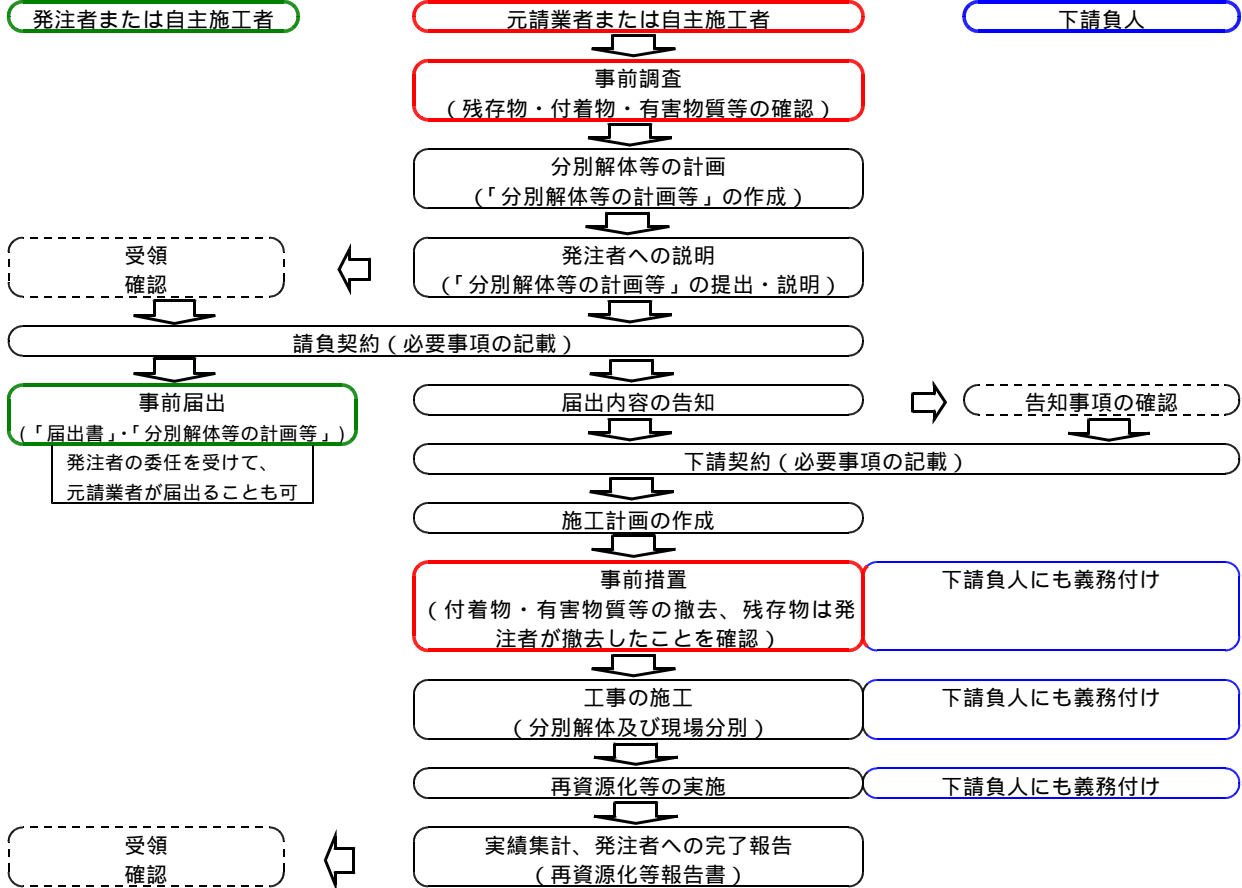 発注者または自主施工者
元請業者または自主施工者
下請負人
事前調査
（残存物・付着物・有害物質等の確認）
分別解体等の計画
（「分別解体等の計画等」の作成）
受領
確認
発注者への説明
（「分別解体等の計画等」の提出・説明）
請負契約（必要事項の記載）
事前届出
（「届出書」・「分別解体等の計画等」）
発注者の委任を受けて、
元請業者が届出ることも可
届出内容の告知
告知事項の確認
下請契約（必要事項の記載）
施工計画の作成
事前措置
（付着物・有害物質等の撤去、残存物は発
注者が撤去したことを確認）
下請負人にも義務付け
工事の施工
（分別解体及び現場分別）
下請負人にも義務付け
再資源化等の実施
下請負人にも義務付け
受領
確認
実績集計、発注者への完了報告
（再資源化等報告書）